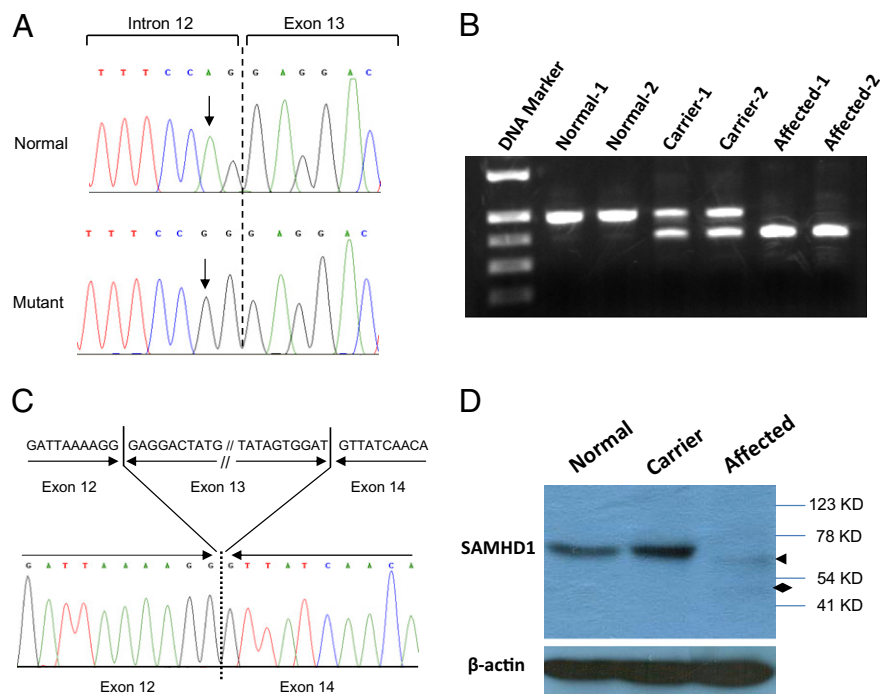 A
Intron 12 Exon 13
T T T C C A G G A G G A C
Normal
T T T C C G G G A G G A C
Mutant
B
DNA Marker
Normal-1
Normal-2
Carrier-1
Carrier-2
Affected-1
Affected-2
C
GATTAAAAGG GAGGACTATG // TATAGTGGAT GTTATCAACA
//
Exon 12 Exon 13 Exon 14
G A T T A A A A G G G T T A T C A A C A
Exon 12 Exon 14
D
Normal
Carrier
Affected
123 KD
78 KD
SAMHD1
54 KD
41 KD
β-actin